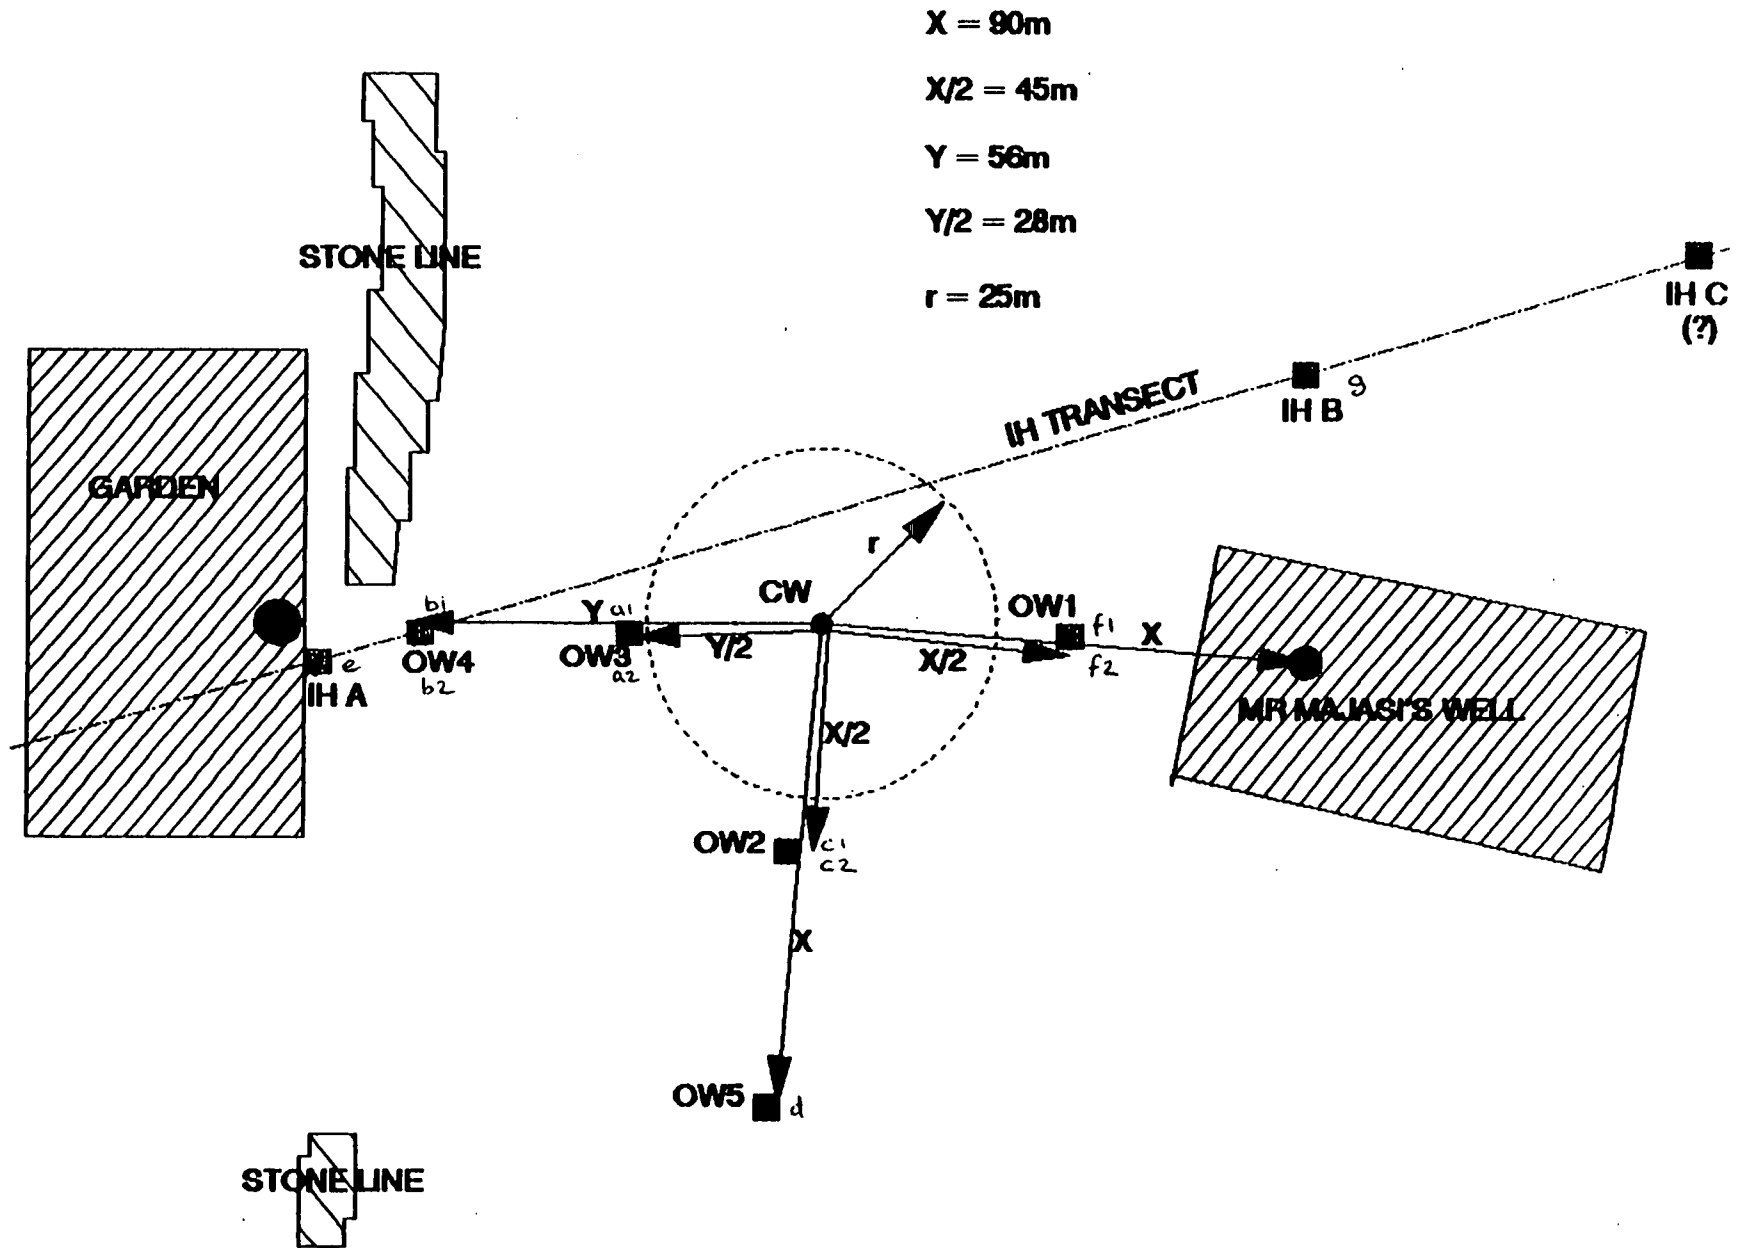 X = 90m
X/2 = 45m
Y = 56m
Y/2 = 28m
r = 25m
STONE LINE
IH C
(?)
IH TRANSECT
IH B
g
GARDEN
r
CW
OW1
f1
X
b1
Y
a1
OW4
b2
OW3
a2
Y/2
X/2
f2
e
IH A
MR MAJASI'S WELL
X/2
OW2
c1
c2
X
OW5
d
STONE LINE